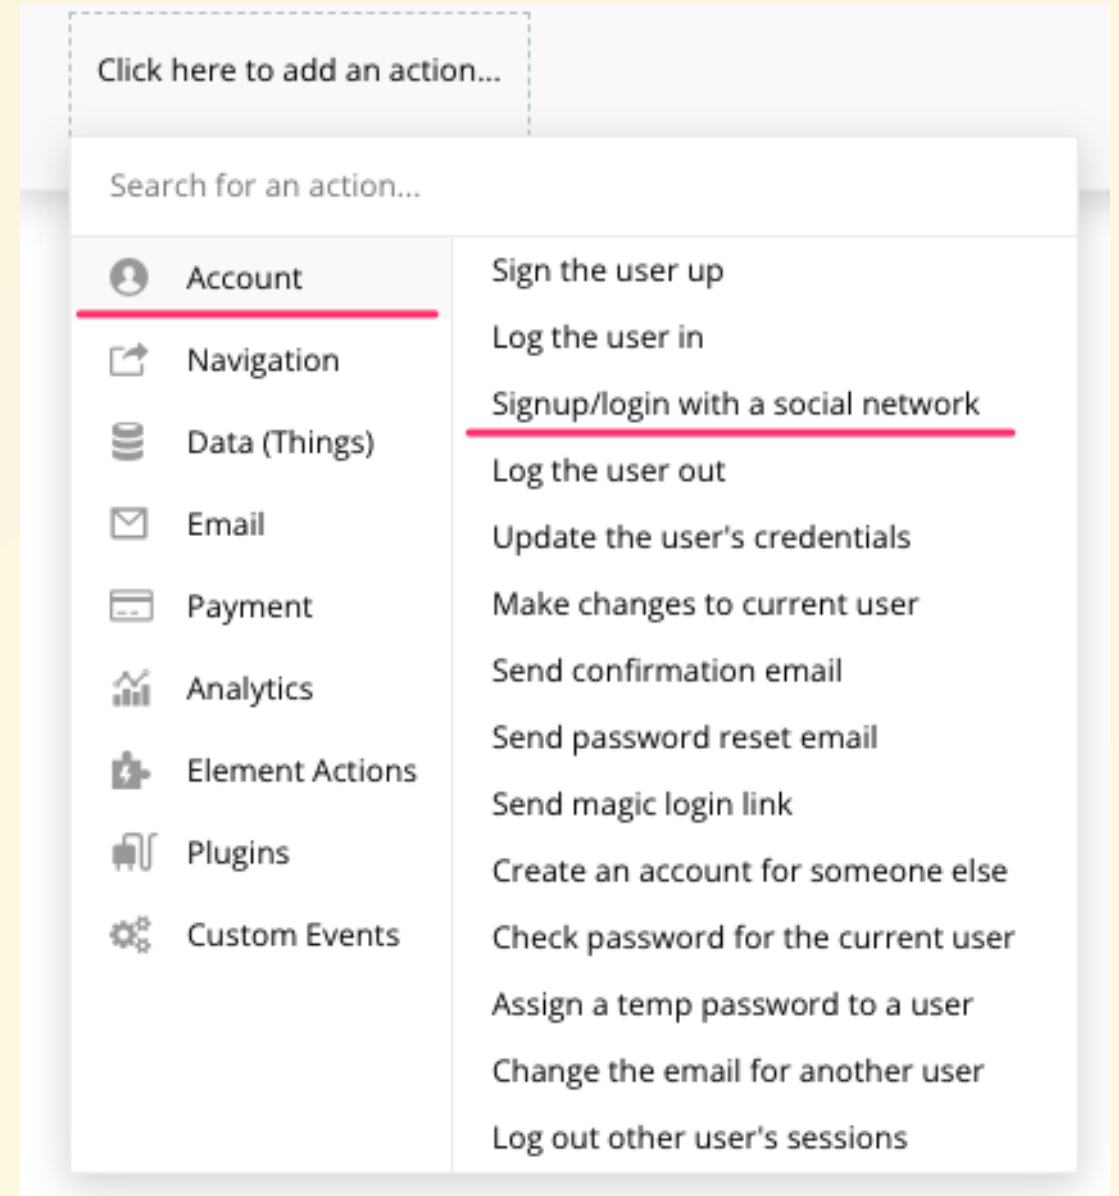 Click here to add an action...
Search for an action...
Account
Navigation
Data (Things)
Email
Payment
Analytics
Element Actions
Plugins
Custom Events
Sign the user up
Log the user in
Signup/login with a social network
Log the user out
Update the user's credentials
Make changes to current user
Send confirmation email
Send password reset email
Send magic login link
Create an account for someone else
Check password for the current user
Assign a temp password to a user
Change the email for another user
Log out other user's sessions